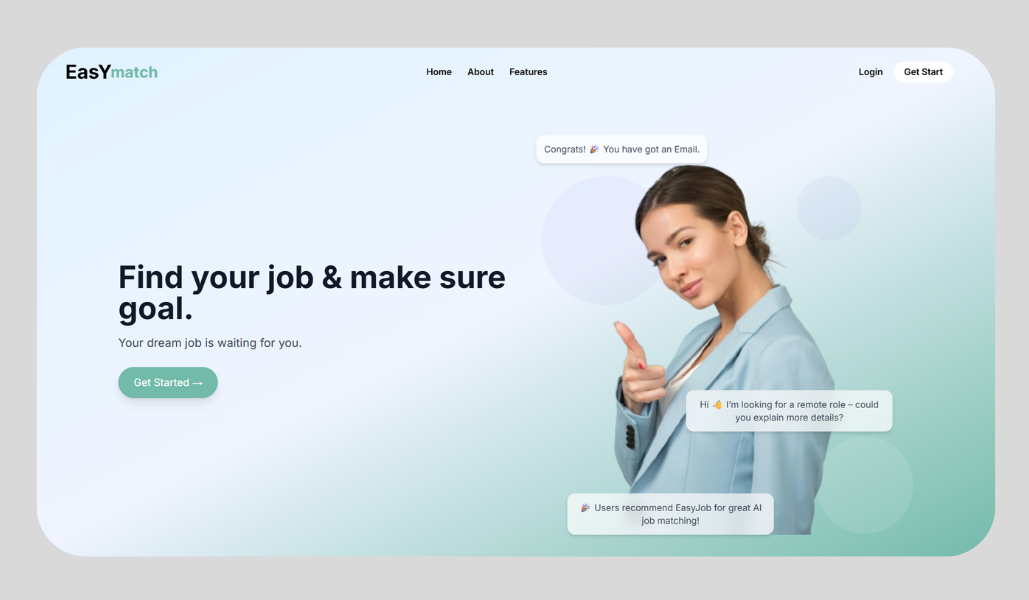 EasYmatch
Home About Features
Login Get Start
Congrats! 🎉 You have got an Email.
Find your job & make sure
goal.
Your dream job is waiting for you.
Get Started →
Hi 👋 I'm looking for a remote role – could
you explain more details?
🎉 Users recommend EasyJob for great AI
job matching!